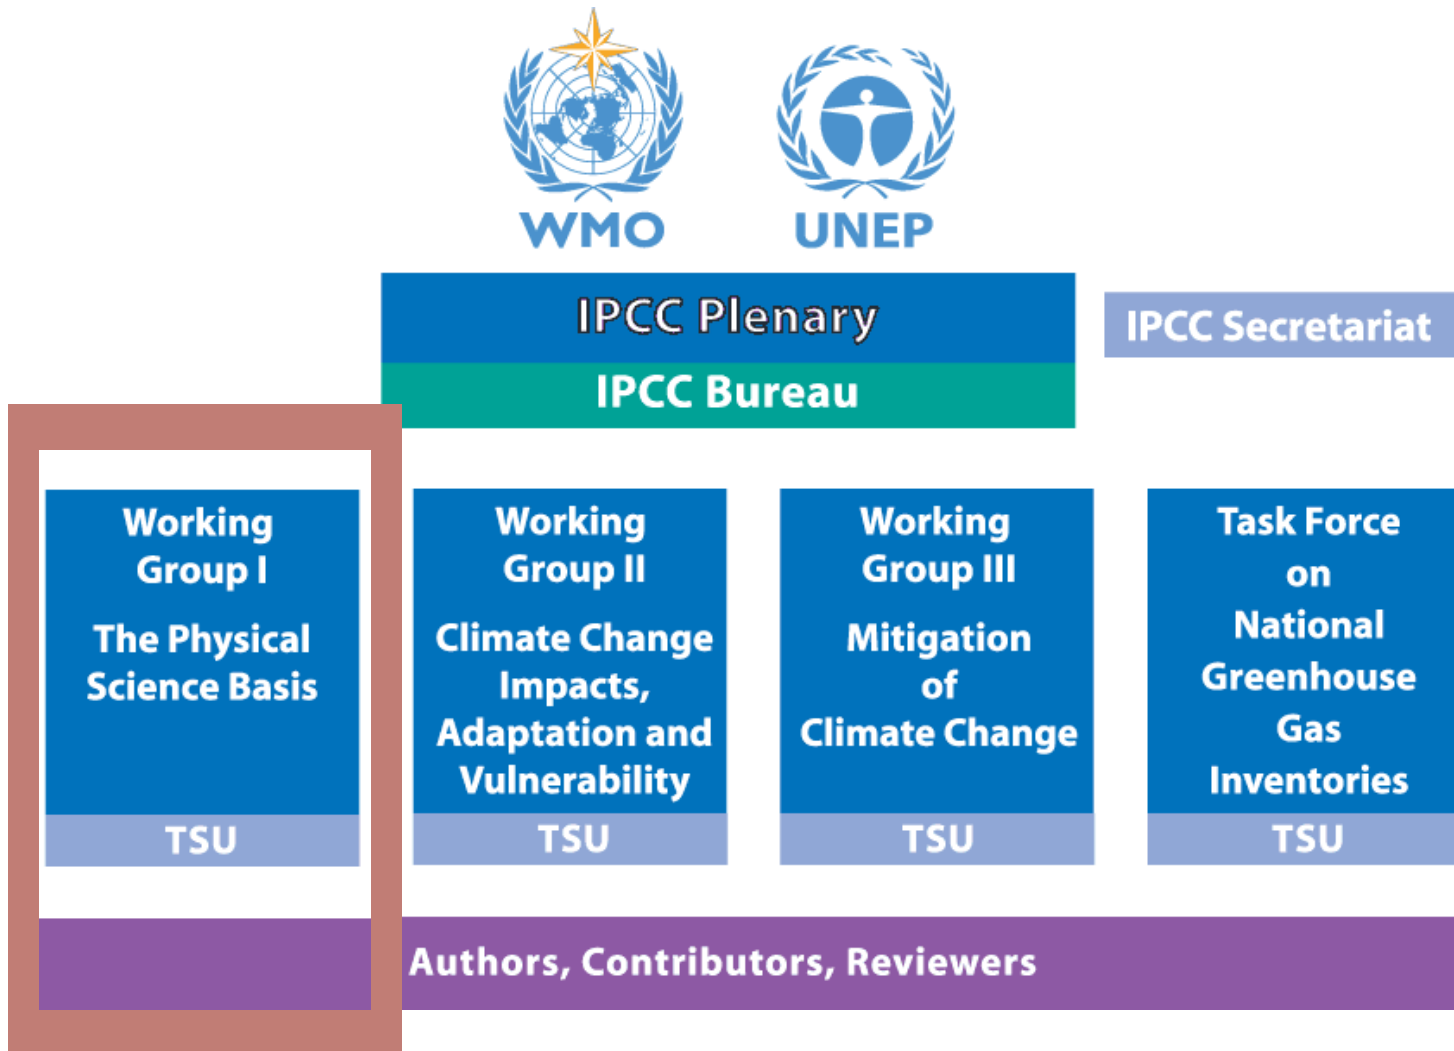 WMO
UNEP
IPCC Plenary
IPCC Secretariat
IPCC Bureau
Working
Group I
The Physical
Science Basis
TSU
Working
Group II
Climate Change
Impacts,
Adaptation and
Vulnerability
TSU
Working
Group III
Mitigation
of
Climate Change
TSU
Task Force
on
National
Greenhouse
Gas
Inventories
TSU
Authors, Contributors, Reviewers